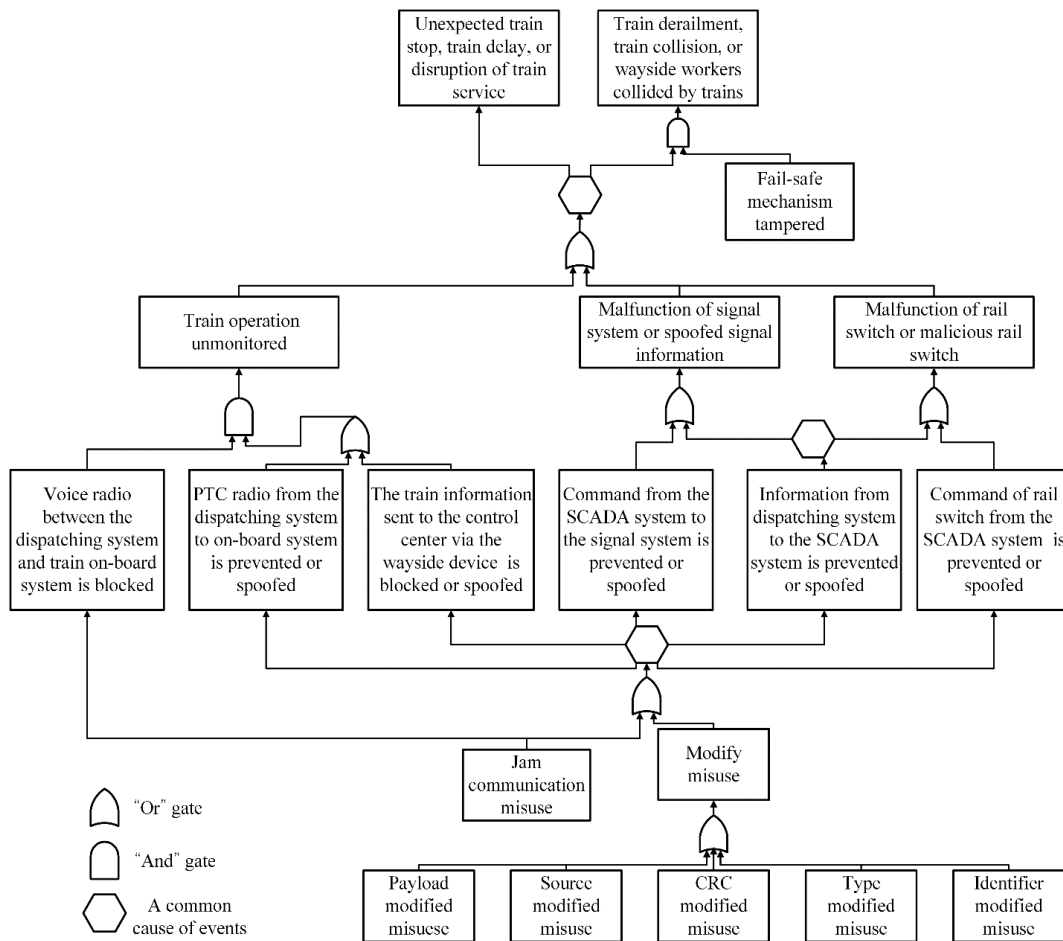 Unexpected train
stop, train delay, or
disruption of train
service
Train derailment,
train collision, or
wayside workers
collided by trains
Fail-safe
mechanism
tampered
Train operation
unmonitored
Malfunction of signal
system or spoofed signal
information
Malfunction of rail
switch or malicious rail
switch
Voice radio
between the
dispatching system
and train on-board
system is blocked
PTC radio from the
dispatching system
to on-board system
is prevented or
spoofed
The train information
sent to the control
center via the
wayside device is
blocked or spoofed
Command from the
SCADA system to
the signal system is
prevented or
spoofed
Information from
dispatching system
to the SCADA
system is prevented
or spoofed
Command of rail
switch from the
SCADA system is
prevented or
spoofed
Jam
communication
misuse
Modify
misuse
"Or" gate
"And" gate
A common
cause of events
Payload
modified
misuese
Source
modified
misuse
CRC
modified
misuse
Type
modified
misuse
Identifier
modified
misuse